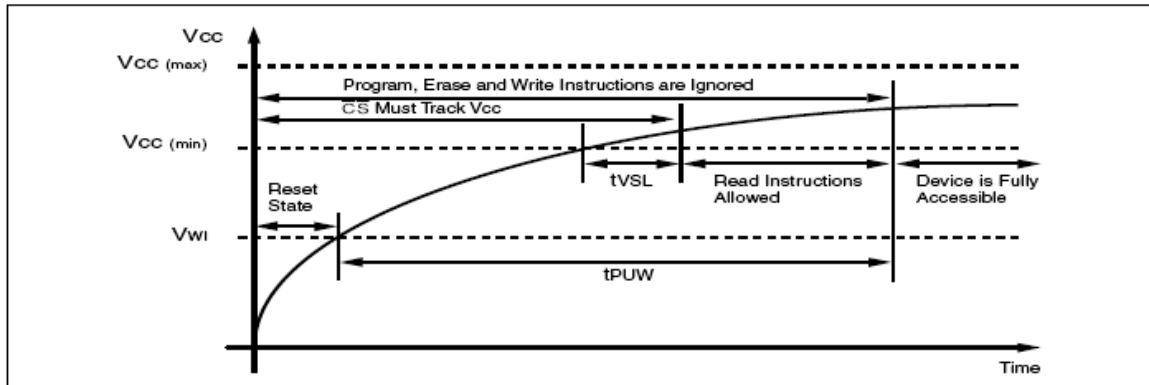 Vcc
Vcc (max)
Program, Erase and Write Instructions are Ignored
CS Must Track Vcc
Vcc (min)
tVSL
Read Instructions
Allowed
Device is Fully
Accessible
Reset
State
VWI
tPUW
Time